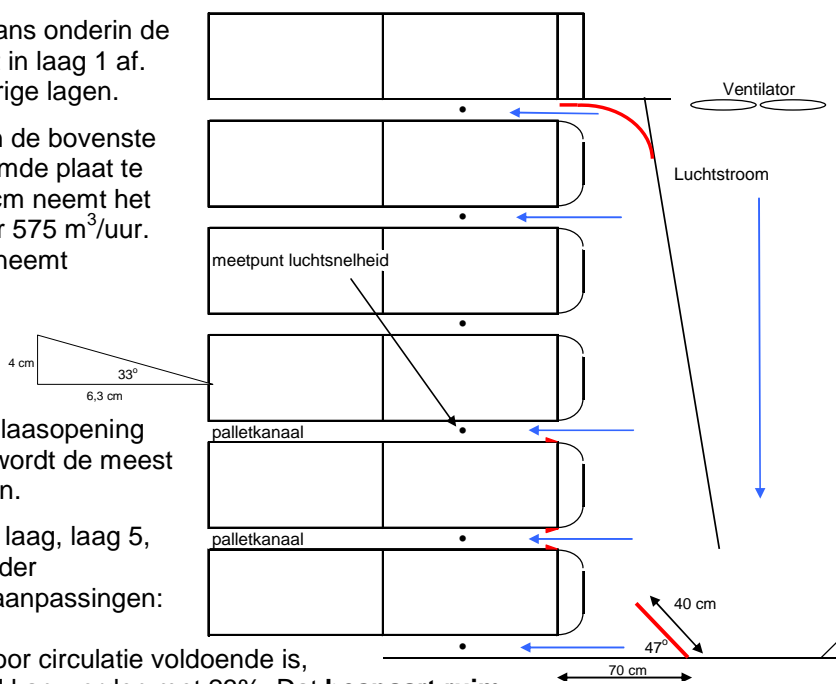 ans onderin de
in laag 1 af.
rige lagen.
de bovenste
mde plaat te
cm neemt het
r 575 m³/uur.
neemt
4 cm
33°
6,3 cm
laasopening
wordt de meest
n.
laag, laag 5,
der
aanpassingen:
oor circulatie voldoende is,
Ventilator
Luchtstroom
meetpunt luchtsnelheid
palletkanaal
palletkanaal
40 cm
47°
70 cm